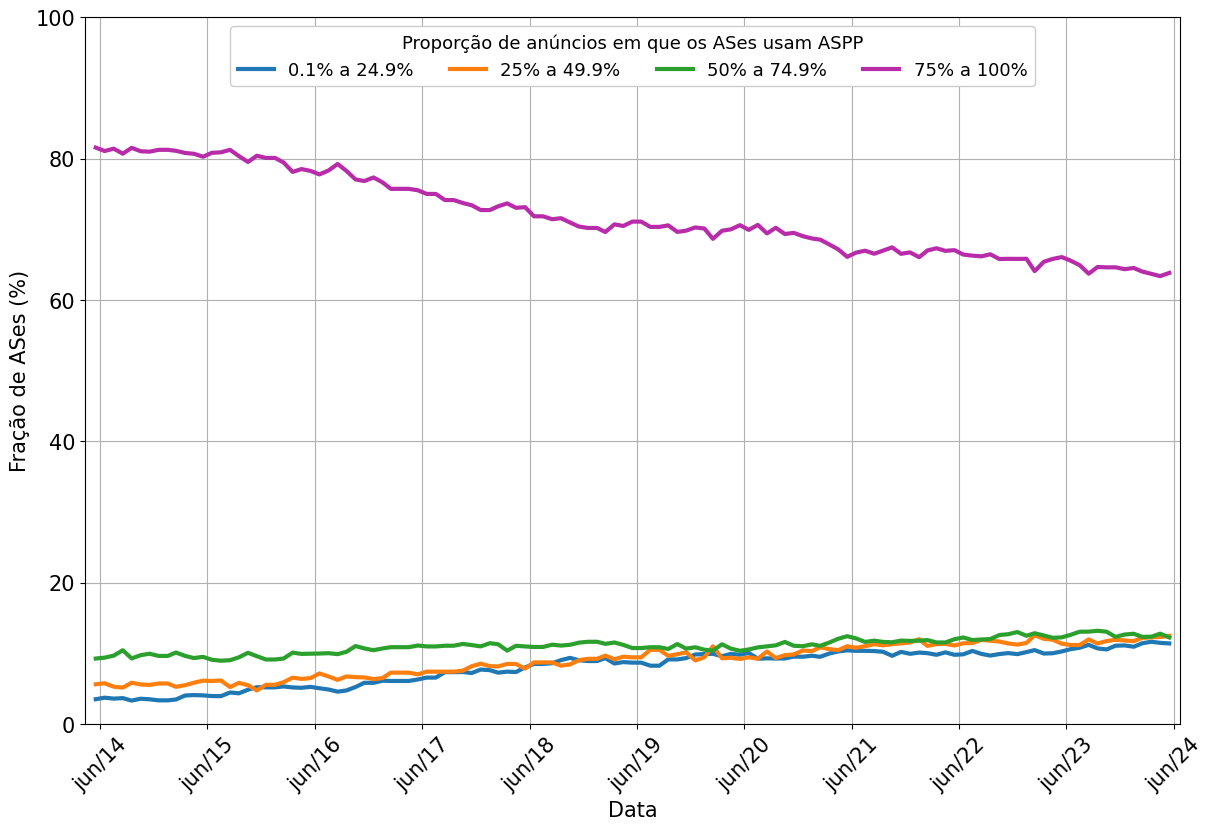 Proporção de anúncios em que os ASes usam ASPP
0.1% a 24.9% 25% a 49.9% 50% a 74.9% 75% a 100%
100
80
60
40
20
0
Fração de ASes (%)
jun/14 jun/15 jun/16 jun/17 jun/18 jun/19 jun/20 jun/21 jun/22 jun/23 jun/24
Data